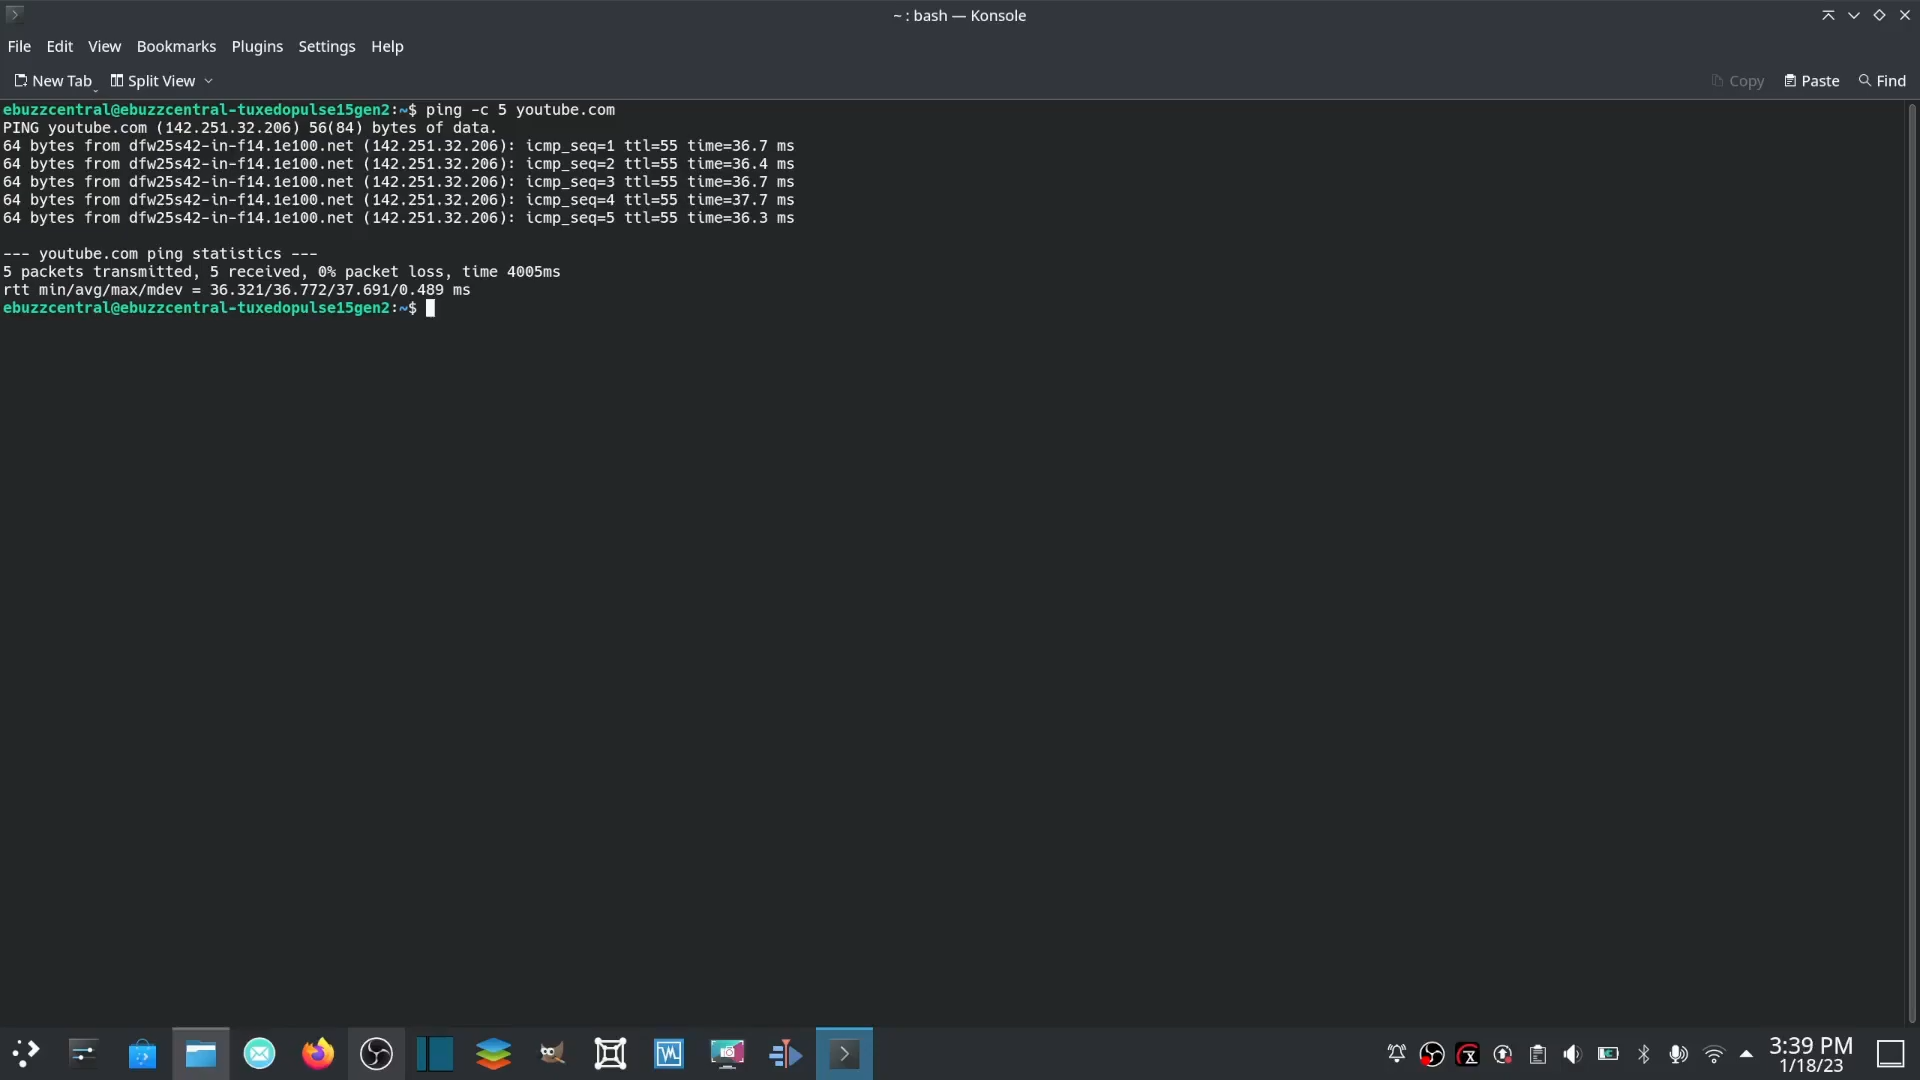 ~ : bash — Konsole
File Edit View Bookmarks Plugins Settings Help
New Tab Split View Copy Paste Find
ebuzzcentral@ebuzzcentral-tuxedopulse15gen2:~$ ping -c 5 youtube.com
PING youtube.com (142.251.32.206) 56(84) bytes of data.
64 bytes from dfw25s42-in-f14.1e100.net (142.251.32.206): icmp_seq=1 ttl=55 time=36.7 ms
64 bytes from dfw25s42-in-f14.1e100.net (142.251.32.206): icmp_seq=2 ttl=55 time=36.4 ms
64 bytes from dfw25s42-in-f14.1e100.net (142.251.32.206): icmp_seq=3 ttl=55 time=36.7 ms
64 bytes from dfw25s42-in-f14.1e100.net (142.251.32.206): icmp_seq=4 ttl=55 time=37.7 ms
64 bytes from dfw25s42-in-f14.1e100.net (142.251.32.206): icmp_seq=5 ttl=55 time=36.3 ms
--- youtube.com ping statistics ---
5 packets transmitted, 5 received, 0% packet loss, time 4005ms
rtt min/avg/max/mdev = 36.321/36.772/37.691/0.489 ms
ebuzzcentral@ebuzzcentral-tuxedopulse15gen2:~$
3:39 PM
1/18/23